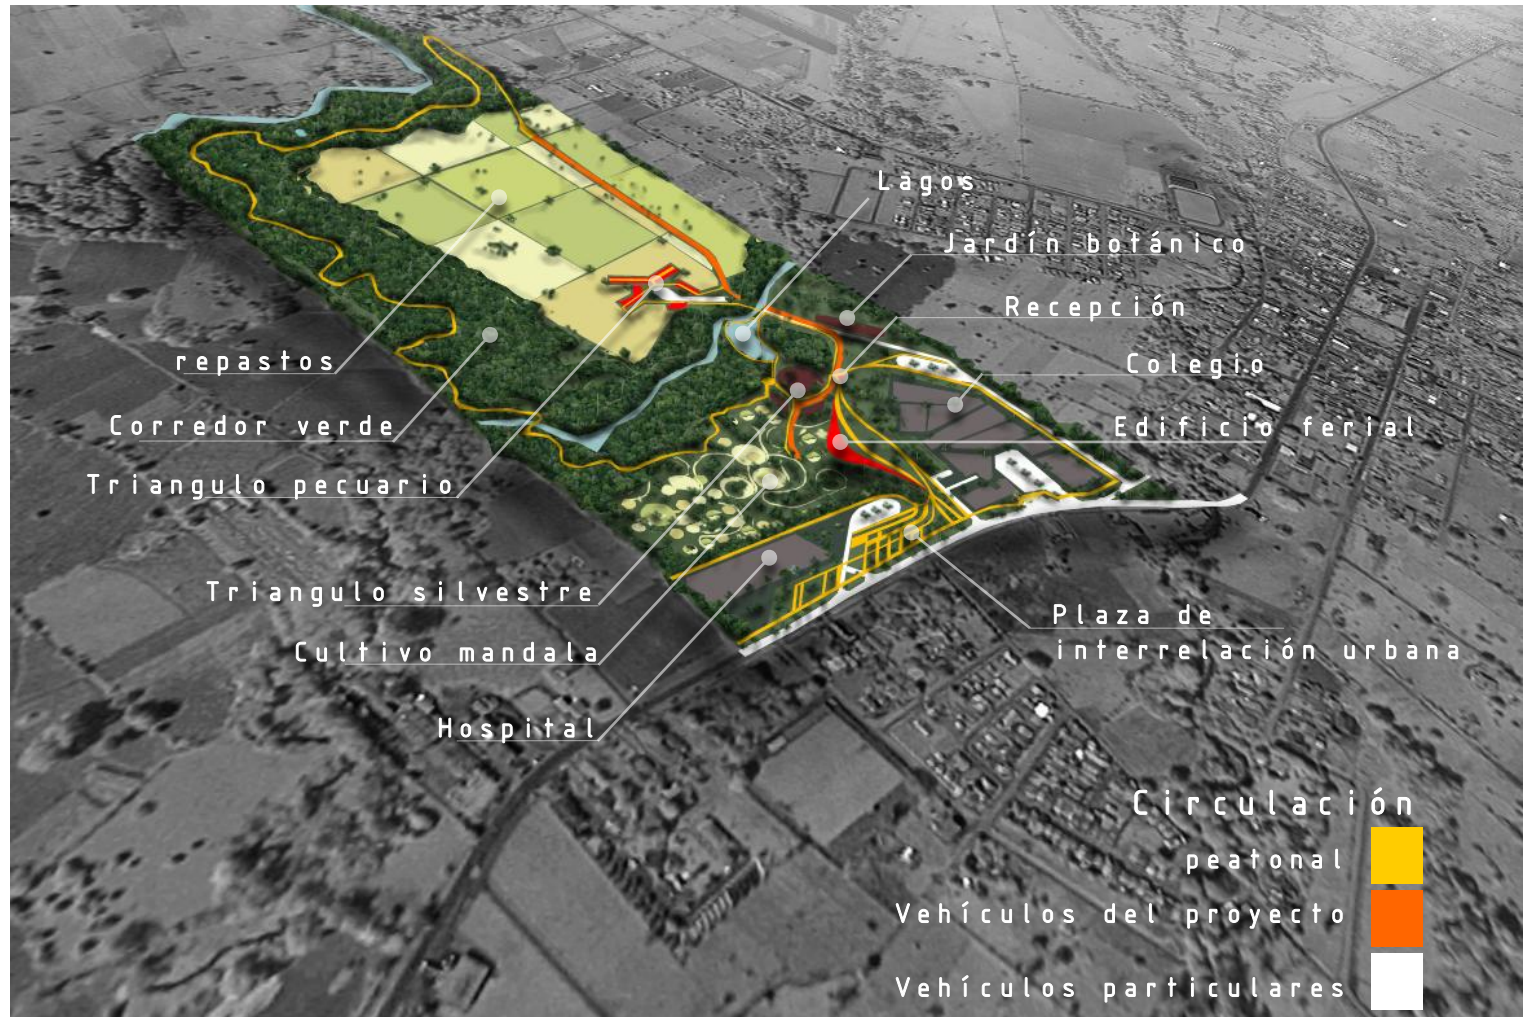 Làgos
Jardín botánico
Recepción
Colegio
Edificio ferial
repastos
Corredor verde
Triangulo pecuario
Triangulo silvestre
Cultivo mandala
Hospital
Plaza de
interrelación urbana
Circulación
peatonal
Vehículos del proyecto
Vehículos particulares